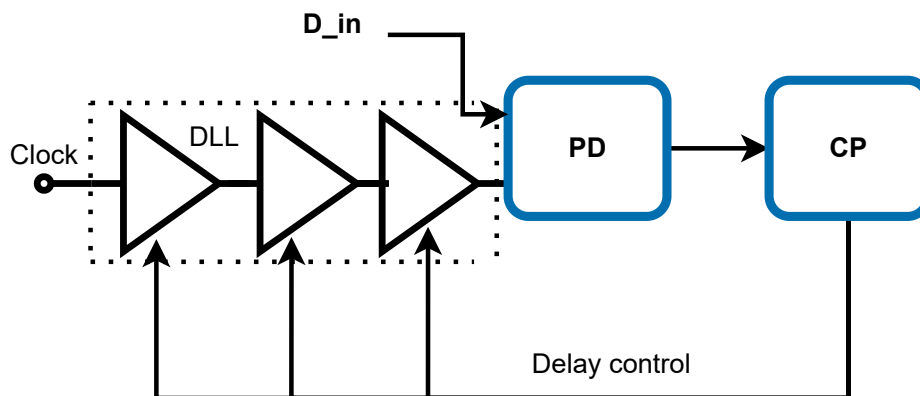 D_in
DLL
Clock
PD
CP
Delay control